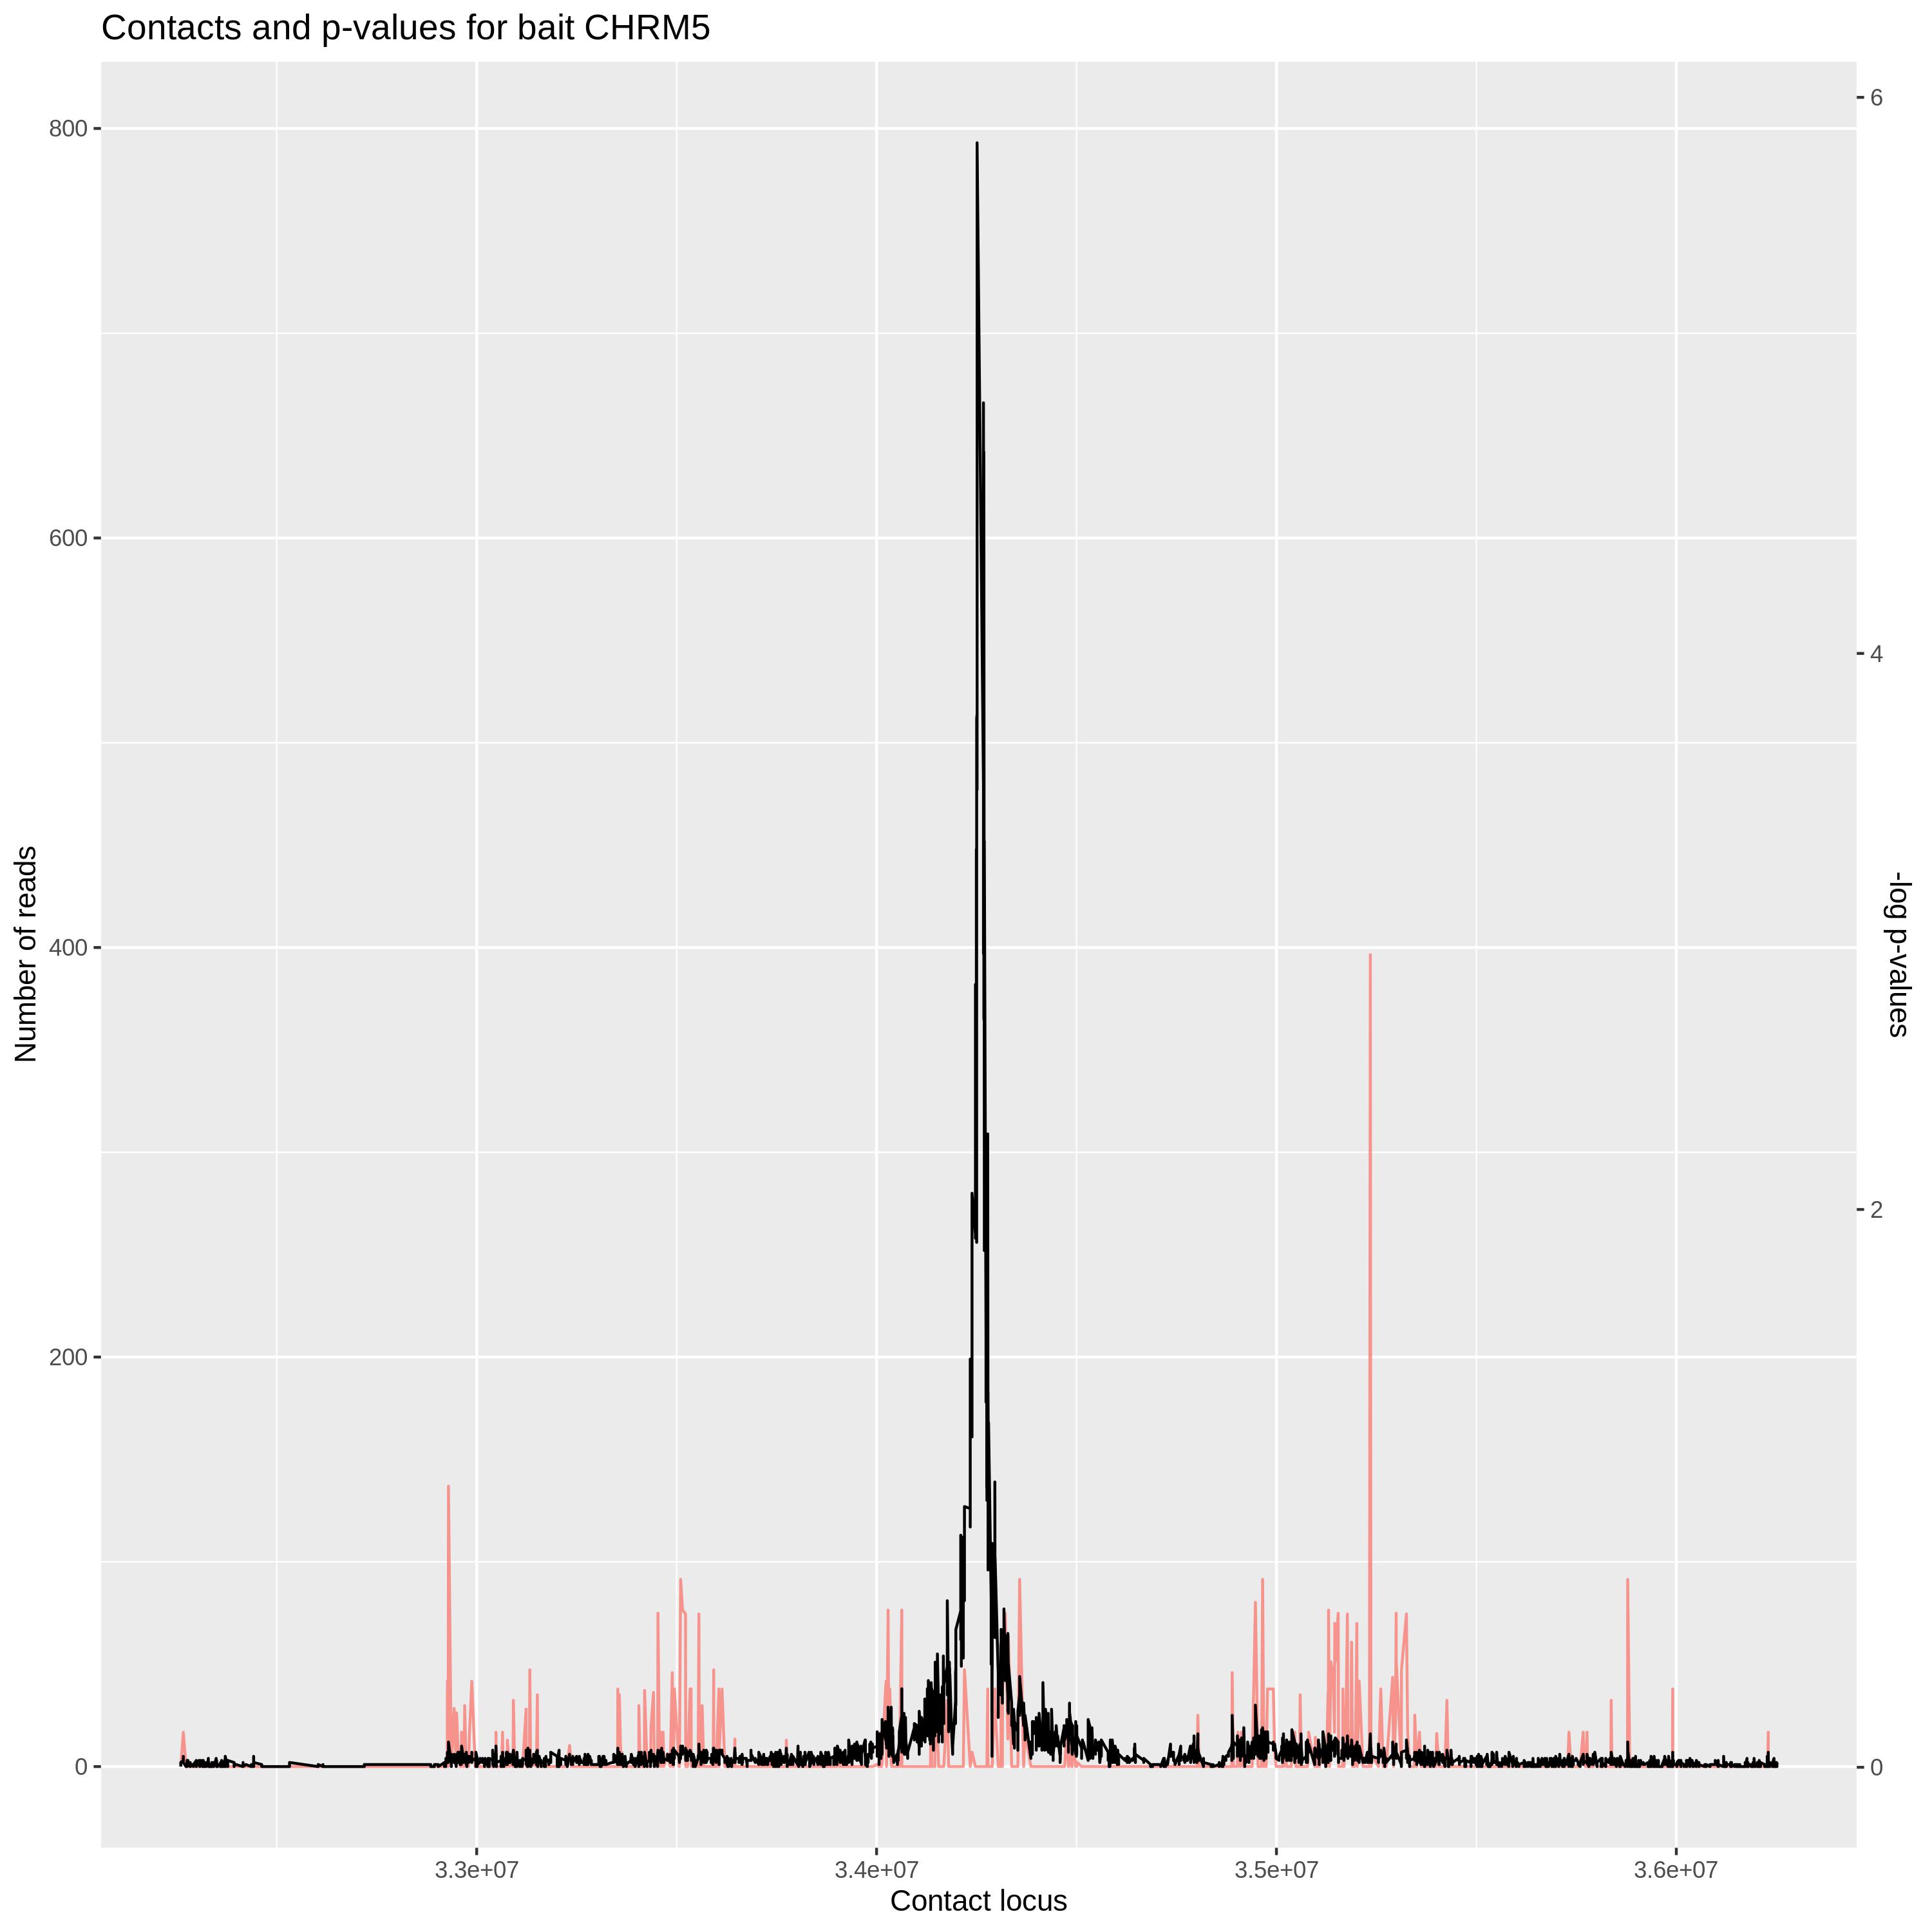 Contacts and p-values for bait CHRM5
800
600
400
200
0
Number of reads
6
4
2
0
-log p-values
3.3e+07
3.4e+07
3.5e+07
3.6e+07
Contact locus